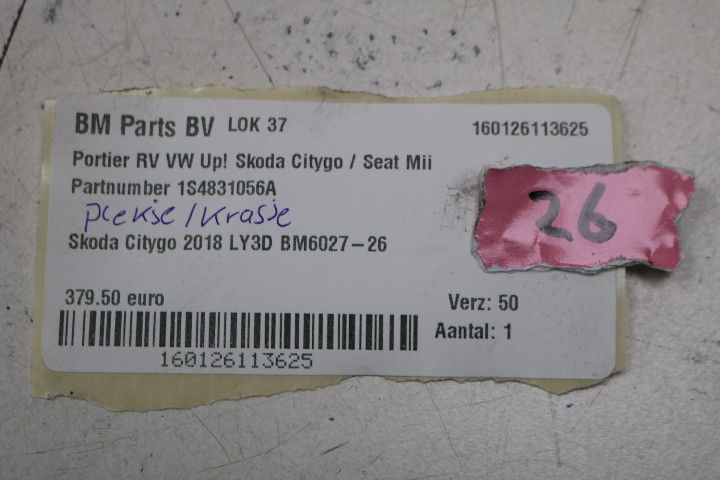 BM Parts BV LOK 37 160126113625
Portier RV VW Up! Skoda Citygo / Seat Mii
Partnumber 1S4831056A
plekje / krasje
Skoda Citygo 2018 LY3D BM6027-26
26
379.50 euro Verz: 50
Aantal: 1
160126113625